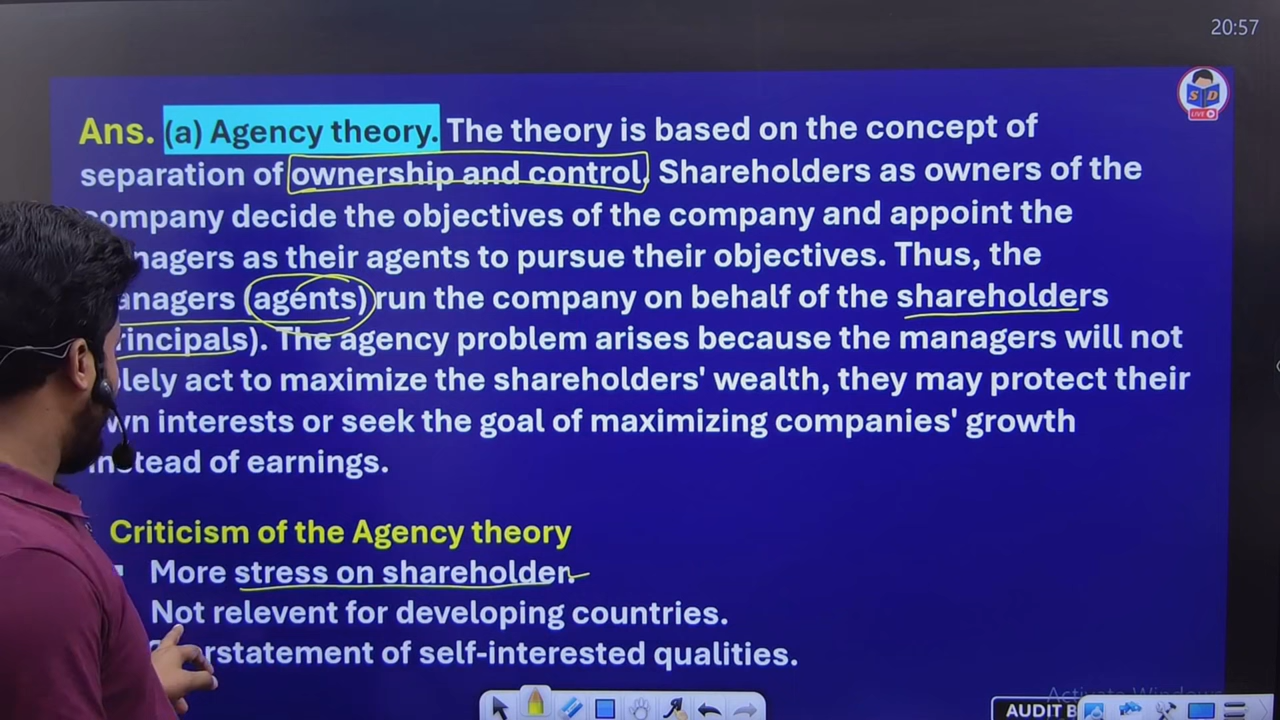 20:57
S D
LIVE
Ans. (a) Agency theory. The theory is based on the concept of
separation of ownership and control. Shareholders as owners of the
company decide the objectives of the company and appoint the
nagers as their agents to pursue their objectives. Thus, the
anagers (agents) run the company on behalf of the shareholders
rincipals). The agency problem arises because the managers will not
lely act to maximize the shareholders' wealth, they may protect their
wn interests or seek the goal of maximizing companies' growth
instead of earnings.
Criticism of the Agency theory
More stress on shareholder.
Not relevent for developing countries.
rstatement of self-interested qualities.
Activate Windows
AUDIT B